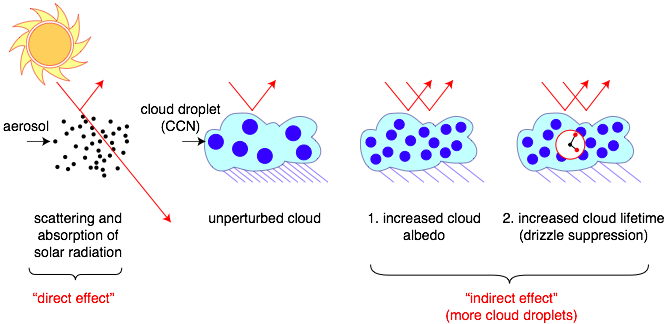 aerosol
cloud droplet
(CCN)
scattering and
absorption of
solar radiation
unperturbed cloud
1. increased cloud
albedo
2. increased cloud lifetime
(drizzle suppression)
“direct effect”
“indirect effect”
(more cloud droplets)